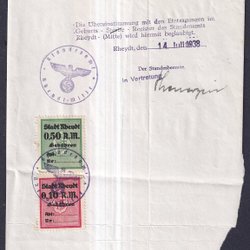 Die Übereinstimmung mit den Eintragungen im
Geburts - Sterbe - Register des Standesamts
Rheydt - (Mitte) wird hiermit beglaubigt.
Rheydt, den 14. Juli 1938
Der Standesbeamte.
in Vertretung
Stadt Rheydt
0,50 R.M.
Gebühren
Stadt Rheydt
0,10 R.M.
Gebühren